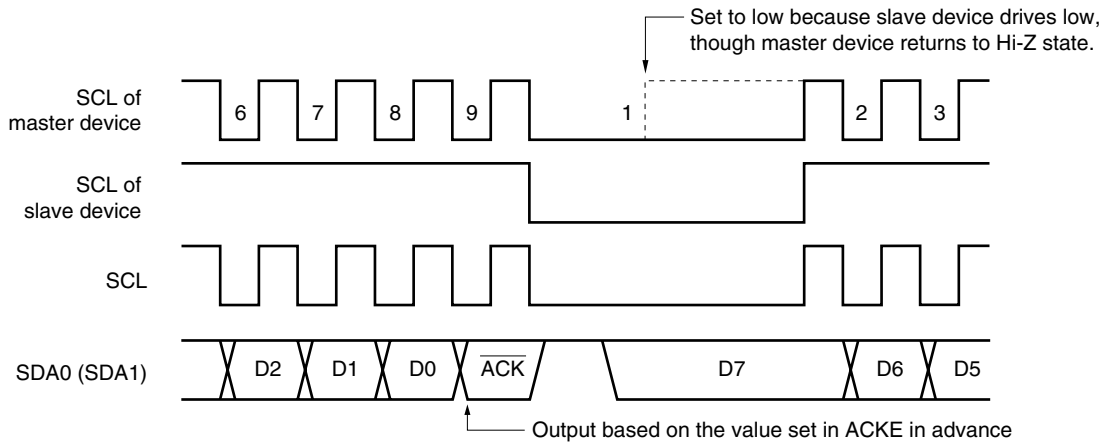 Set to low because slave device drives low,
though master device returns to Hi-Z state.
SCL of
master device
6 7 8 9 1 2 3
SCL of
slave device
SCL
SDA0 (SDA1)
D2 D1 D0 ACK D7 D6 D5
Output based on the value set in ACKE in advance